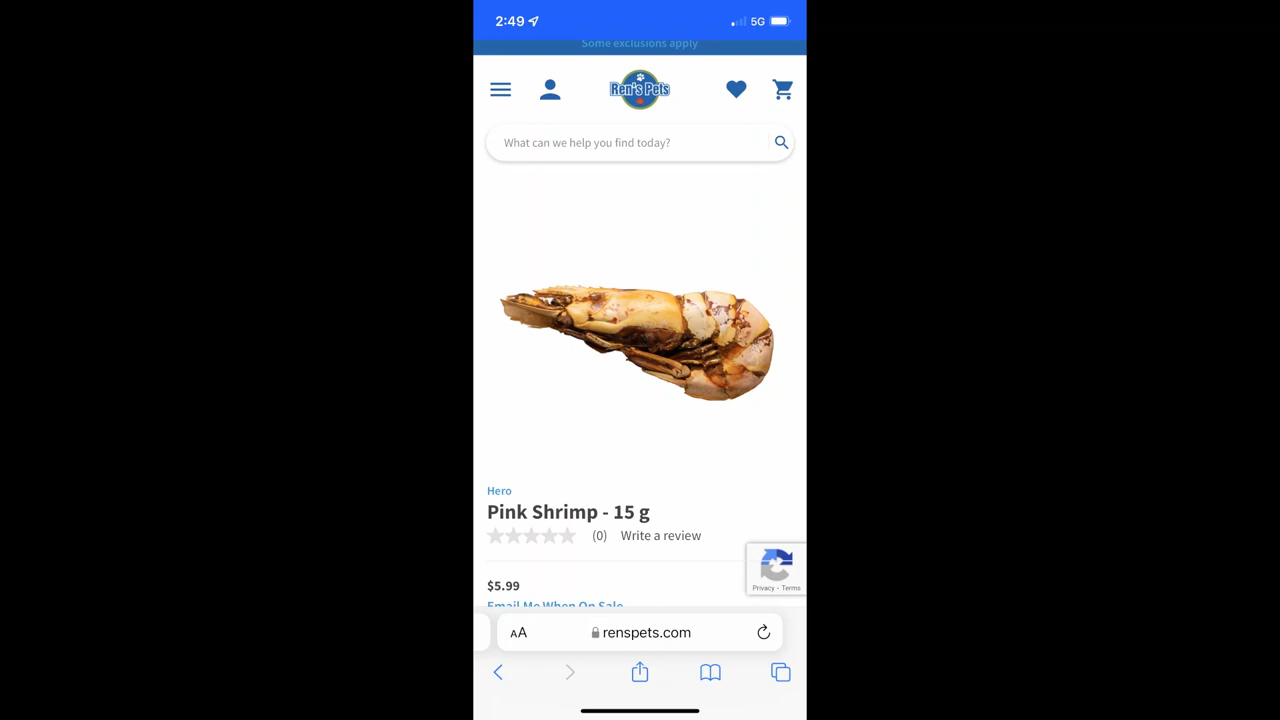 2:49
5G
Some exclusions apply
Ren's Pets
What can we help you find today?
Hero
Pink Shrimp - 15 g
(0) Write a review
$5.99
Email Me When On Sale
Privacy - Terms
AA
renspets.com